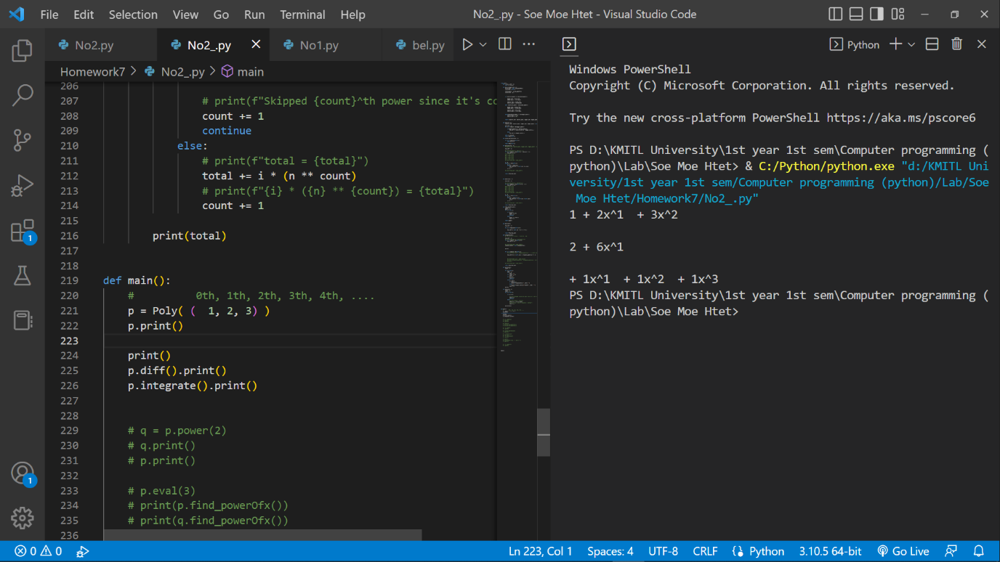 File Edit Selection View Go Run Terminal Help No2_.py - Soe Moe Htet - Visual Studio Code
No2.py No2_.py No1.py bel.py
Homework7 > No2_.py > main
206
207 # print(f"Skipped {count}^th power since it's co
208 count += 1
209 continue
210 else:
211 # print(f"total = {total}")
212 total += i * (n ** count)
213 # print(f"{i} * ({n} ** {count}) = {total}")
214 count += 1
215
216 print(total)
217
218
219 def main():
220 # 0th, 1th, 2th, 3th, 4th, ....
221 p = Poly( ( 1, 2, 3) )
222 p.print()
223
224 print()
225 p.diff().print()
226 p.integrate().print()
227
228
229 # q = p.power(2)
230 # q.print()
231 # p.print()
232
233 # p.eval(3)
234 # print(p.find_powerOfx())
235 # print(q.find_powerOfx())
236
Python
Windows PowerShell
Copyright (C) Microsoft Corporation. All rights reserved.
Try the new cross-platform PowerShell https://aka.ms/pscore6
PS D:\KMITL University\1st year 1st sem\Computer programming (
python)\Lab\Soe Moe Htet> & C:/Python/python.exe "d:/KMITL Uni
versity/1st year 1st sem/Computer programming (python)/Lab/Soe
Moe Htet/Homework7/No2_.py"
1 + 2x^1 + 3x^2
2 + 6x^1
+ 1x^1 + 1x^2 + 1x^3
PS D:\KMITL University\1st year 1st sem\Computer programming (
python)\Lab\Soe Moe Htet>
1
1
0 0 Ln 223, Col 1 Spaces: 4 UTF-8 CRLF Python 3.10.5 64-bit Go Live